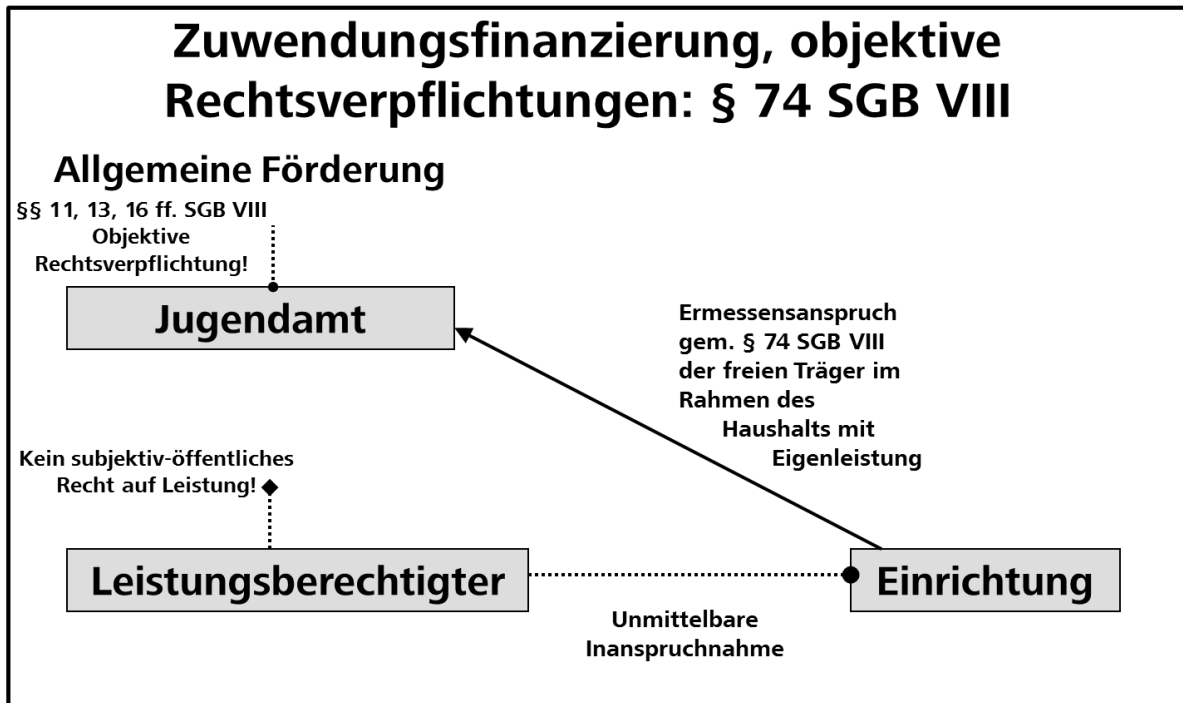 Zuwendungsfinanzierung, objektive
Rechtsverpflichtungen: § 74 SGB VIII
Allgemeine Förderung
§§ 11, 13, 16 ff. SGB VIII
Objektive
Rechtsverpflichtung!
Jugendamt
Ermessensanspruch
gem. § 74 SGB VIII
der freien Träger im
Rahmen des
Haushalts mit
Eigenleistung
Kein subjektiv-öffentliches
Recht auf Leistung!
Leistungsberechtigter
Einrichtung
Unmittelbare
Inanspruchnahme